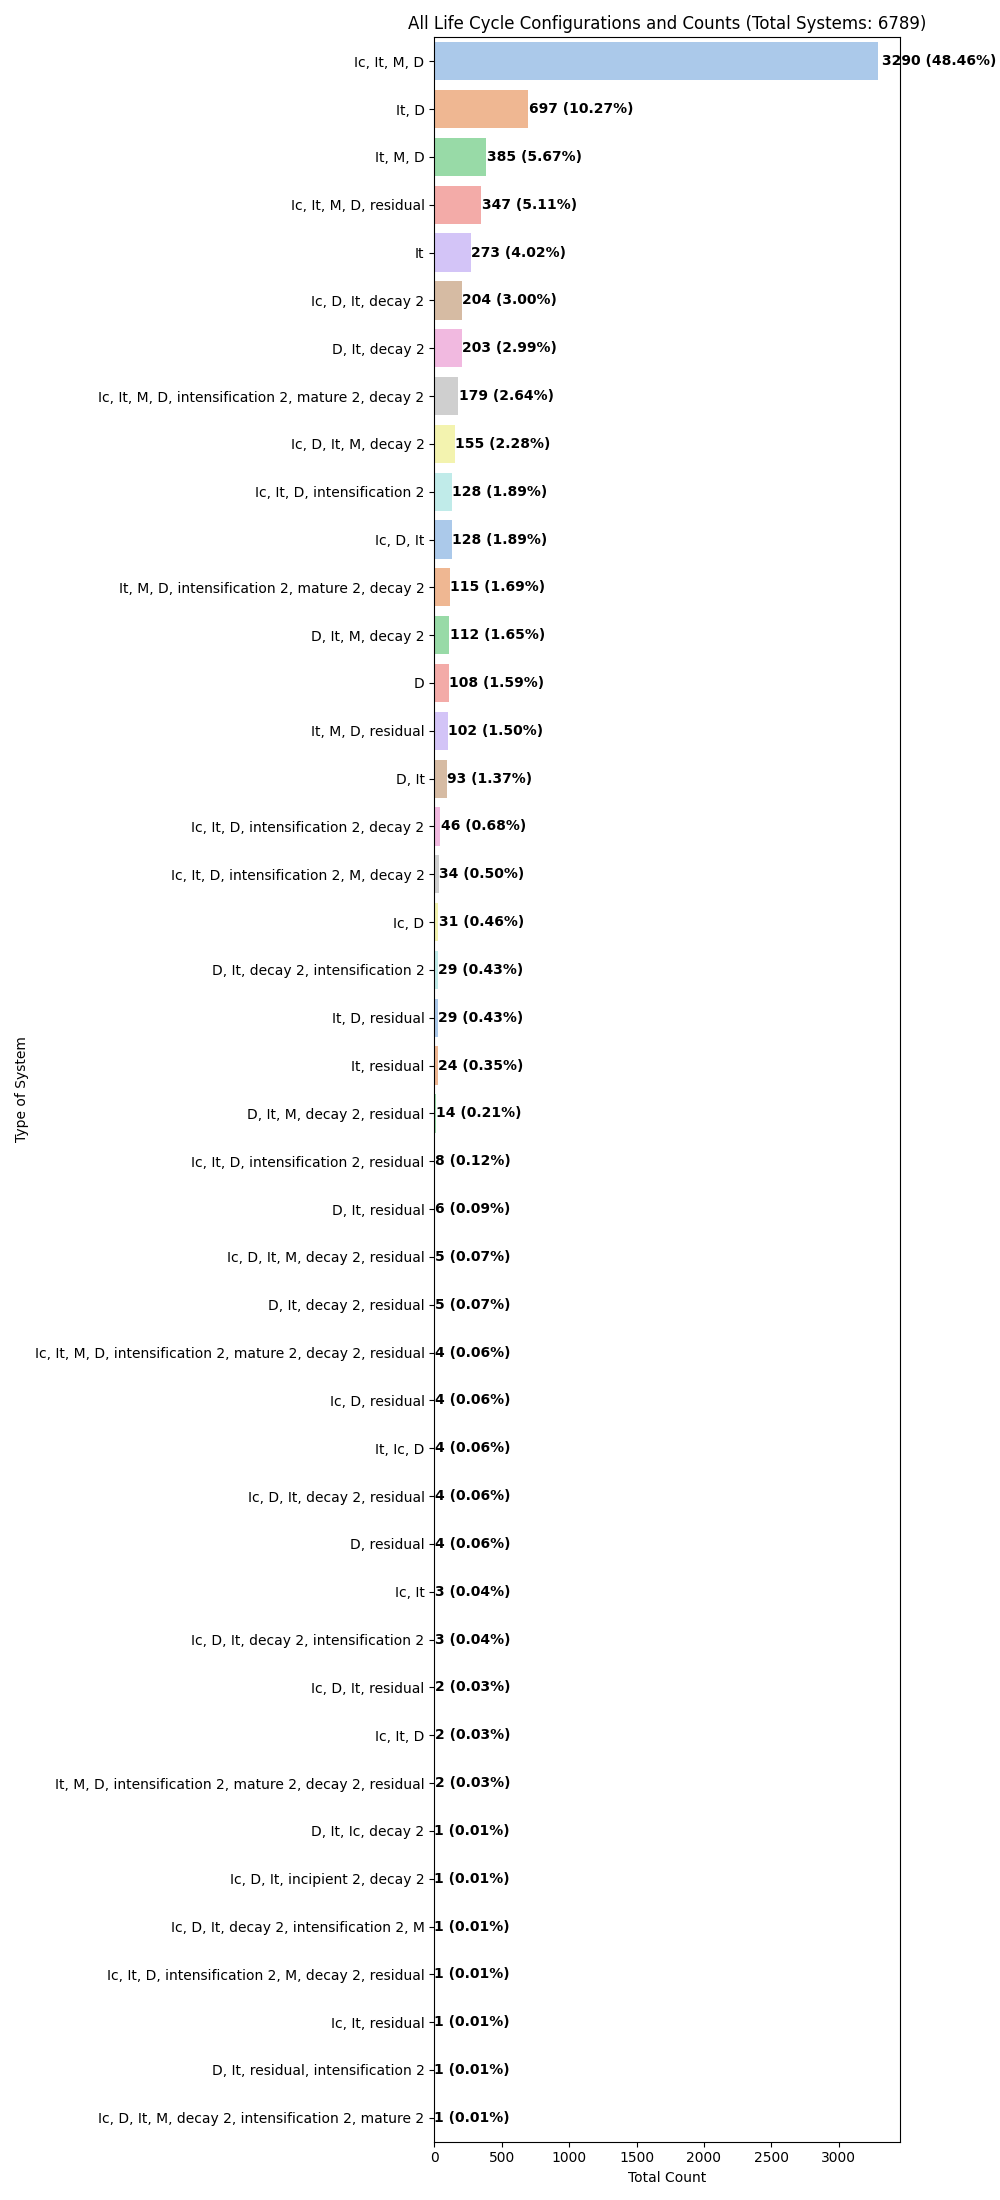 All Life Cycle Configurations and Counts (Total Systems: 6789)
Ic, It, M, D 3290 (48.46%)
It, D 697 (10.27%)
It, M, D 385 (5.67%)
Ic, It, M, D, residual 347 (5.11%)
It 273 (4.02%)
Ic, D, It, decay 2 204 (3.00%)
D, It, decay 2 203 (2.99%)
Ic, It, M, D, intensification 2, mature 2, decay 2 179 (2.64%)
Ic, D, It, M, decay 2 155 (2.28%)
Ic, It, D, intensification 2 128 (1.89%)
Ic, D, It 128 (1.89%)
It, M, D, intensification 2, mature 2, decay 2 115 (1.69%)
D, It, M, decay 2 112 (1.65%)
D 108 (1.59%)
It, M, D, residual 102 (1.50%)
D, It 93 (1.37%)
Ic, It, D, intensification 2, decay 2 46 (0.68%)
Ic, It, D, intensification 2, M, decay 2 34 (0.50%)
Ic, D 31 (0.46%)
D, It, decay 2, intensification 2 29 (0.43%)
It, D, residual 29 (0.43%)
It, residual 24 (0.35%)
D, It, M, decay 2, residual 14 (0.21%)
Ic, It, D, intensification 2, residual 8 (0.12%)
D, It, residual 6 (0.09%)
Ic, D, It, M, decay 2, residual 5 (0.07%)
D, It, decay 2, residual 5 (0.07%)
Ic, It, M, D, intensification 2, mature 2, decay 2, residual 4 (0.06%)
Ic, D, residual 4 (0.06%)
It, Ic, D 4 (0.06%)
Ic, D, It, decay 2, residual 4 (0.06%)
D, residual 4 (0.06%)
Ic, It 3 (0.04%)
Ic, D, It, decay 2, intensification 2 3 (0.04%)
Ic, D, It, residual 2 (0.03%)
Ic, It, D 2 (0.03%)
It, M, D, intensification 2, mature 2, decay 2, residual 2 (0.03%)
D, It, Ic, decay 2 1 (0.01%)
Ic, D, It, incipient 2, decay 2 1 (0.01%)
Ic, D, It, decay 2, intensification 2, M 1 (0.01%)
Ic, It, D, intensification 2, M, decay 2, residual 1 (0.01%)
Ic, It, residual 1 (0.01%)
D, It, residual, intensification 2 1 (0.01%)
Ic, D, It, M, decay 2, intensification 2, mature 2 1 (0.01%)
Type of System
0 500 1000 1500 2000 2500 3000
Total Count